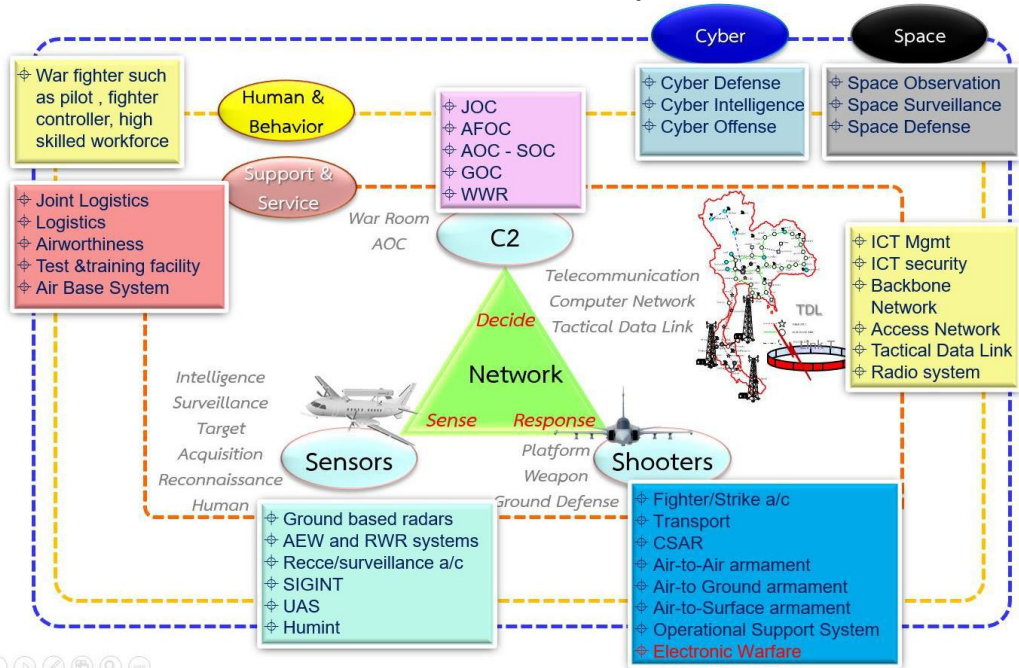 Cyber
Space
War fighter such
as pilot , fighter
controller, high
skilled workforce
Human &
Behavior
JOC
AFOC
AOC - SOC
GOC
WWR
Cyber Defense
Cyber Intelligence
Cyber Offense
Space Observation
Space Surveillance
Space Defense
Support &
Service
Joint Logistics
Logistics
Airworthiness
Test &training facility
Air Base System
War Room
AOC
C2
Telecommunication
Computer Network
Tactical Data Link
TDL
ICT Mgmt
ICT security
Backbone
Network
Access Network
Tactical Data Link
Radio system
Decide
Network
Sense
Response
Intelligence
Surveillance
Target
Acquisition
Reconnaissance
Human
Sensors
Platform
Weapon
Ground Defense
Shooters
Ground based radars
AEW and RWR systems
Recce/surveillance a/c
SIGINT
UAS
Humint
Fighter/Strike a/c
Transport
CSAR
Air-to-Air armament
Air-to Ground armament
Air-to-Surface armament
Operational Support System
Electronic Warfare